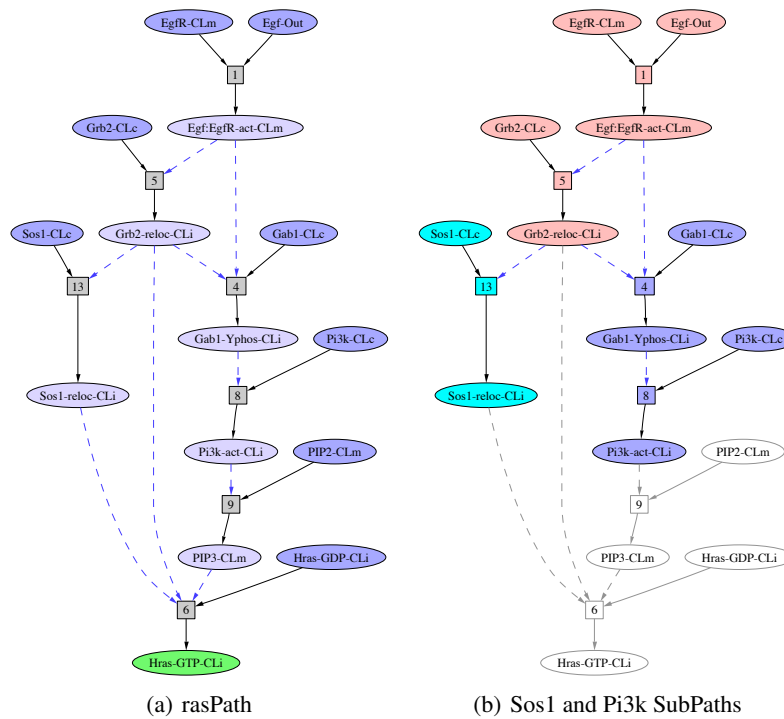 EgfR-CLm
Egf-Out
1
Grb2-CLc
Egf:EgfR-act-CLm
5
Sos1-CLc
Grb2-reloc-CLi
Gab1-CLc
13
4
Gab1-Yphos-CLi
Pi3k-CLc
Sos1-reloc-CLi
8
Pi3k-act-CLi
PIP2-CLm
9
PIP3-CLm
Hras-GDP-CLi
6
Hras-GTP-CLi
(a) rasPath
EgfR-CLm
Egf-Out
1
Grb2-CLc
Egf:EgfR-act-CLm
5
Sos1-CLc
Grb2-reloc-CLi
Gab1-CLc
13
4
Gab1-Yphos-CLi
Pi3k-CLc
Sos1-reloc-CLi
8
Pi3k-act-CLi
PIP2-CLm
9
PIP3-CLm
Hras-GDP-CLi
6
Hras-GTP-CLi
(b) Sos1 and Pi3k SubPaths